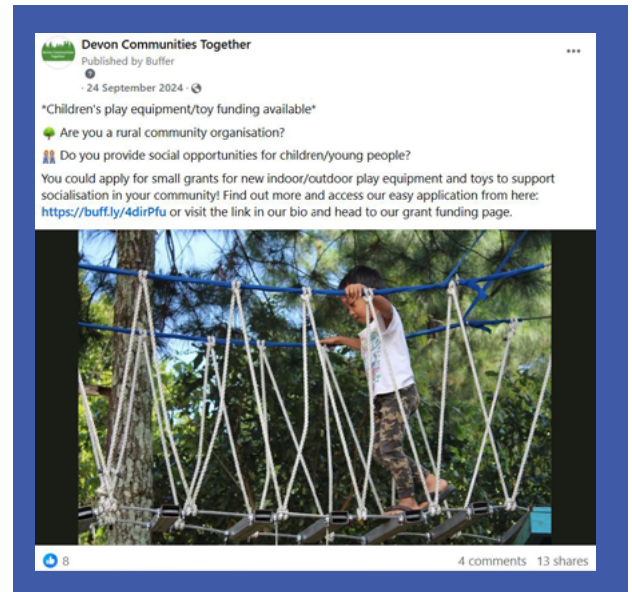 Devon Communities Together
Published by Buffer
· 24 September 2024 ·
*Children's play equipment/toy funding available*
🌳 Are you a rural community organisation?
👫 Do you provide social opportunities for children/young people?
You could apply for small grants for new indoor/outdoor play equipment and toys to support
socialisation in your community! Find out more and access our easy application from here:
https://buff.ly/4dirPfu or visit the link in our bio and head to our grant funding page.
8
4 comments 13 shares